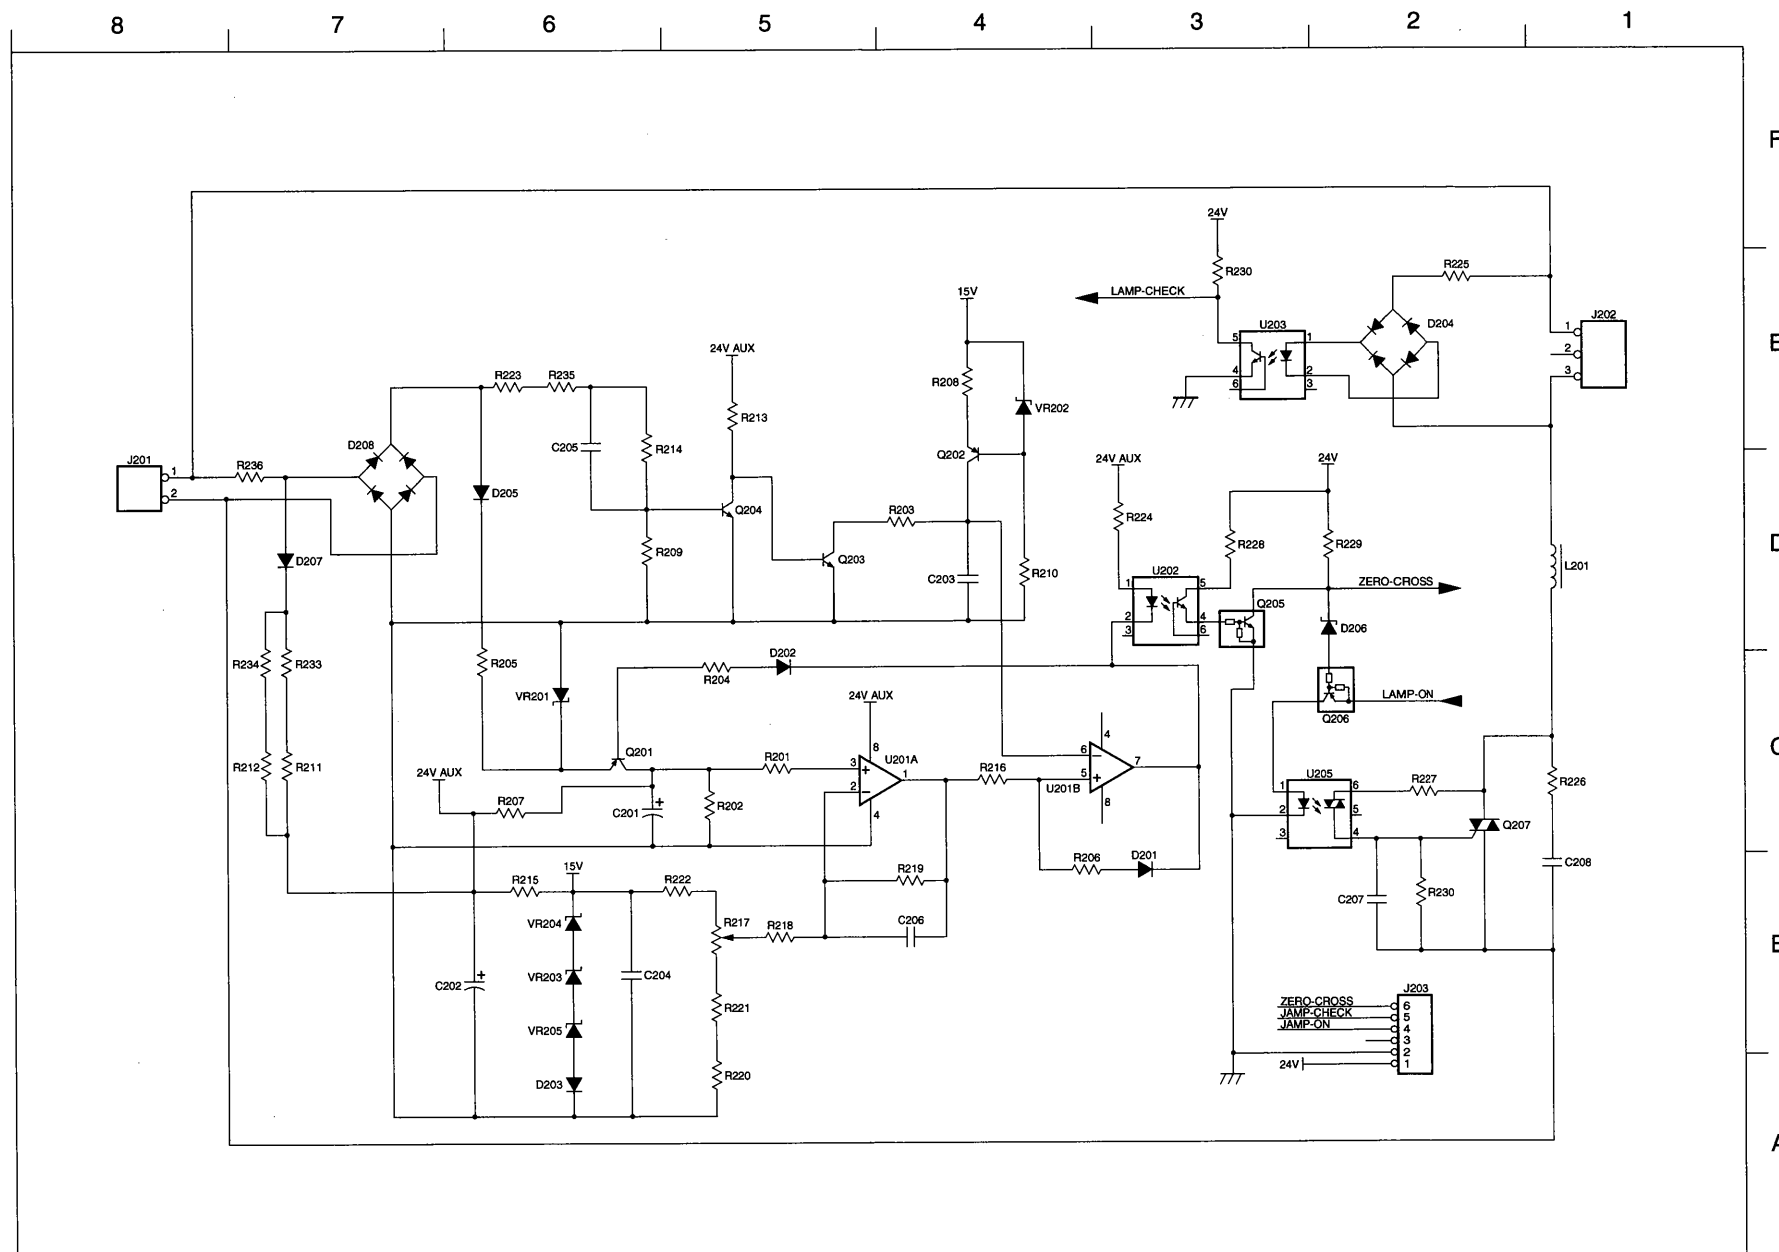 8 7 6 5 4 3 2 1
F
24V
R230
R225
LAMP-CHECK
15V
U203
D204
J202
5 1
4 2
6 3
1
2
3
E
24V AUX
R223 R235
R208
VR202
R213
C205
R214
D208
Q202
J201
1
2
R236
24V AUX
24V
D205
Q204
R203
R224
R228
R229
D
R209
Q203
C203
R210
D207
U202
1 5
2 4
3 6
ZERO-CROSS
L201
Q205
D206
R234 R233
R205
VR201
R204
D202
24V AUX
LAMP-ON
Q206
C
R212 R211
Q201
24V AUX
R207
C201
+
R202
R201
8
U201A
3 +
2 −
1
4
R216
4
6 −
5 +
7
U201B
8
U205
1 6
2 5
3 4
R227
R226
Q207
C208
15V
R215
R222
R219
R206
D201
VR204
R217
R218
C206
C207
R230
B
C202
+
VR203
C204
R221
VR205
D203
R220
J203
ZERO-CROSS 6
JAMP-CHECK 5
JAMP-ON 4
3
2
24V 1
A